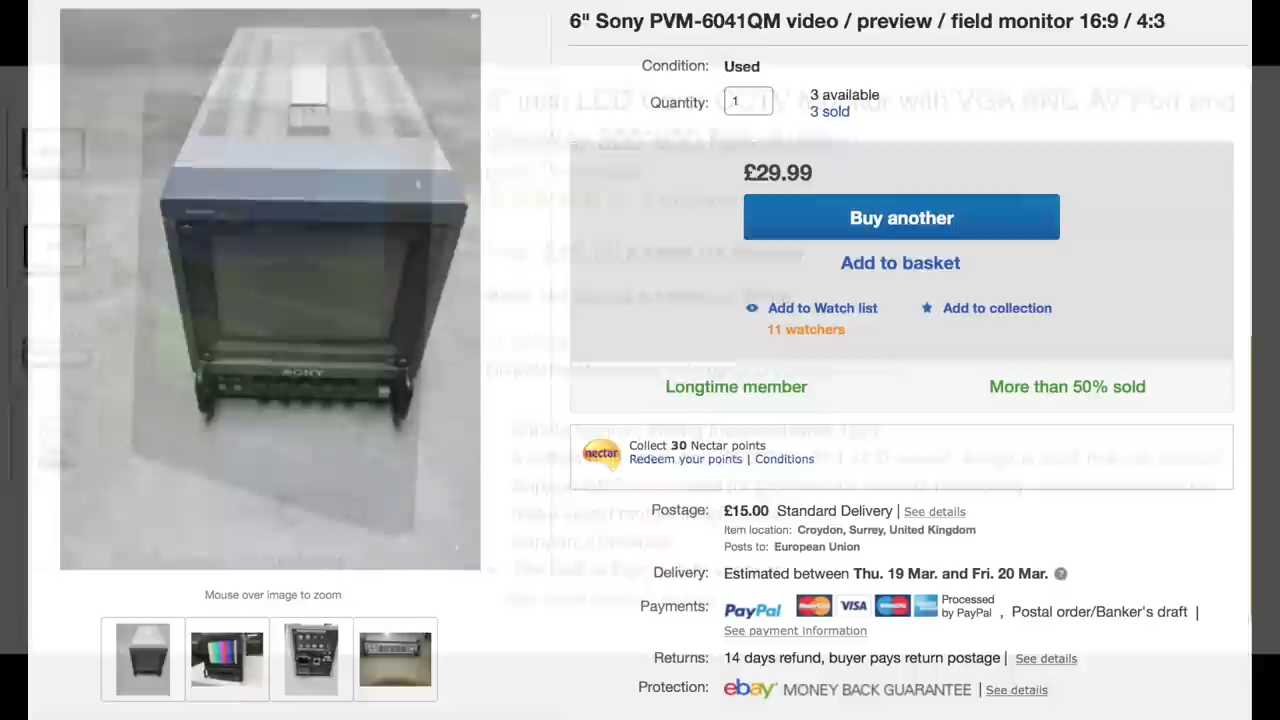 6" Sony PVM-6041QM video / preview / field monitor 16:9 / 4:3
Condition: Used
Quantity: 1 3 available
3 sold
£29.99
Buy another
Add to basket
Add to Watch list Add to collection
11 watchers
Longtime member More than 50% sold
nectar Collect 30 Nectar points
Redeem your points | Conditions
Postage: £15.00 Standard Delivery | See details
Item location: Croydon, Surrey, United Kingdom
Posts to: European Union
Delivery: Estimated between Thu. 19 Mar. and Fri. 20 Mar. ?
Payments: PayPal MasterCard VISA Processed by PayPal , Postal order/Banker's draft |
See payment information
Returns: 14 days refund, buyer pays return postage | See details
Protection: ebay MONEY BACK GUARANTEE | See details
SONY
Mouse over image to zoom